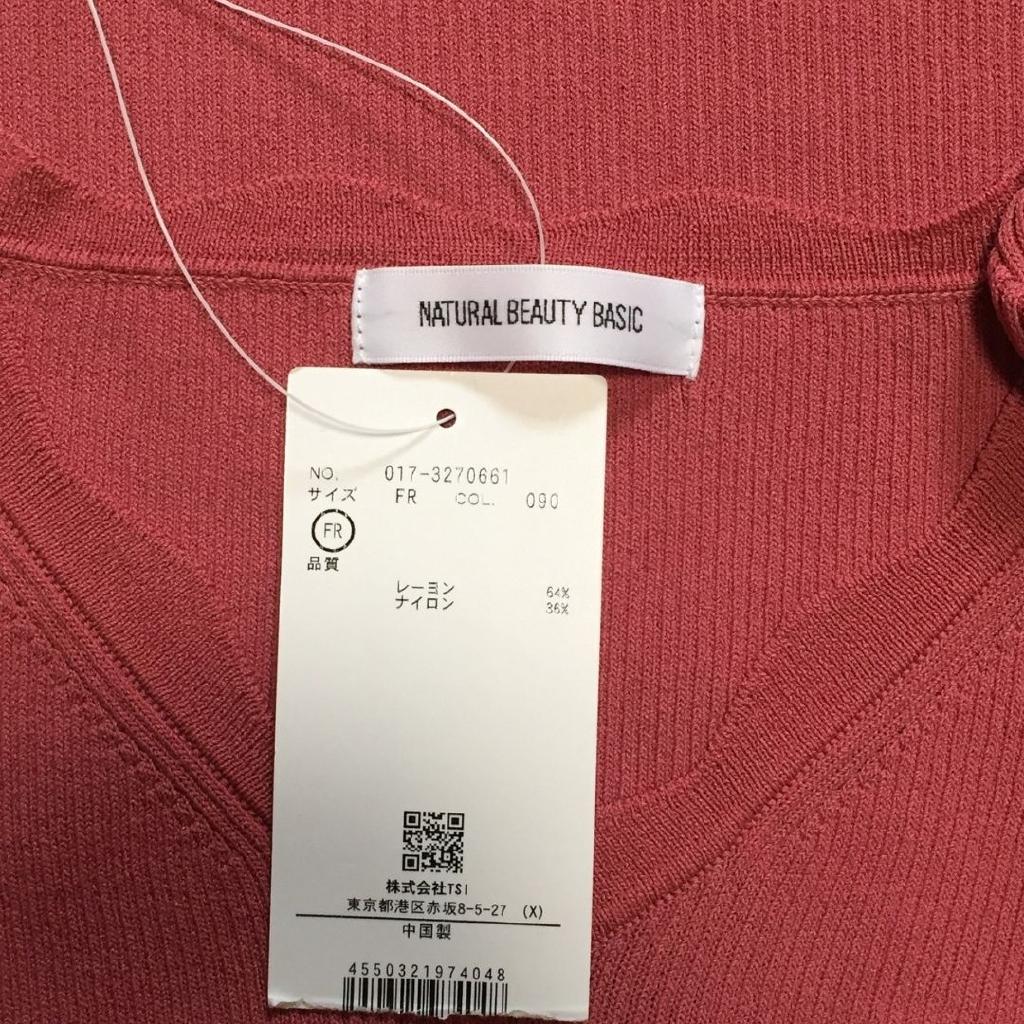 NATURAL BEAUTY BASIC
NO. 017-3270661
サイズ FR COL. 090
FR
品質
レーヨン 64%
ナイロン 36%
株式会社TSI
東京都港区赤坂8-5-27 (X)
中国製
4550321974048